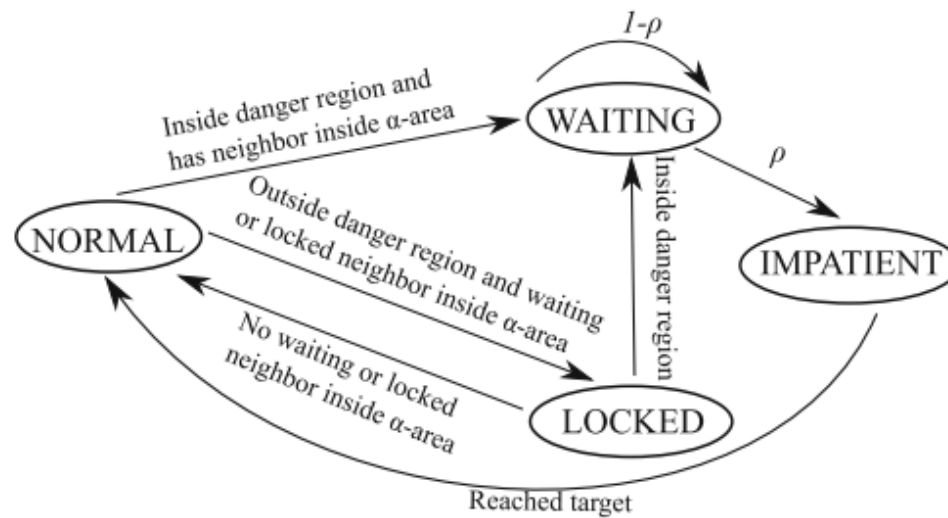 1-ρ
Inside danger region and
has neighbor inside α-area
WAITING
ρ
Inside danger region
Outside danger region and waiting
or locked neighbor inside α-area
NORMAL
IMPATIENT
No waiting or locked
neighbor inside α-area
LOCKED
Reached target